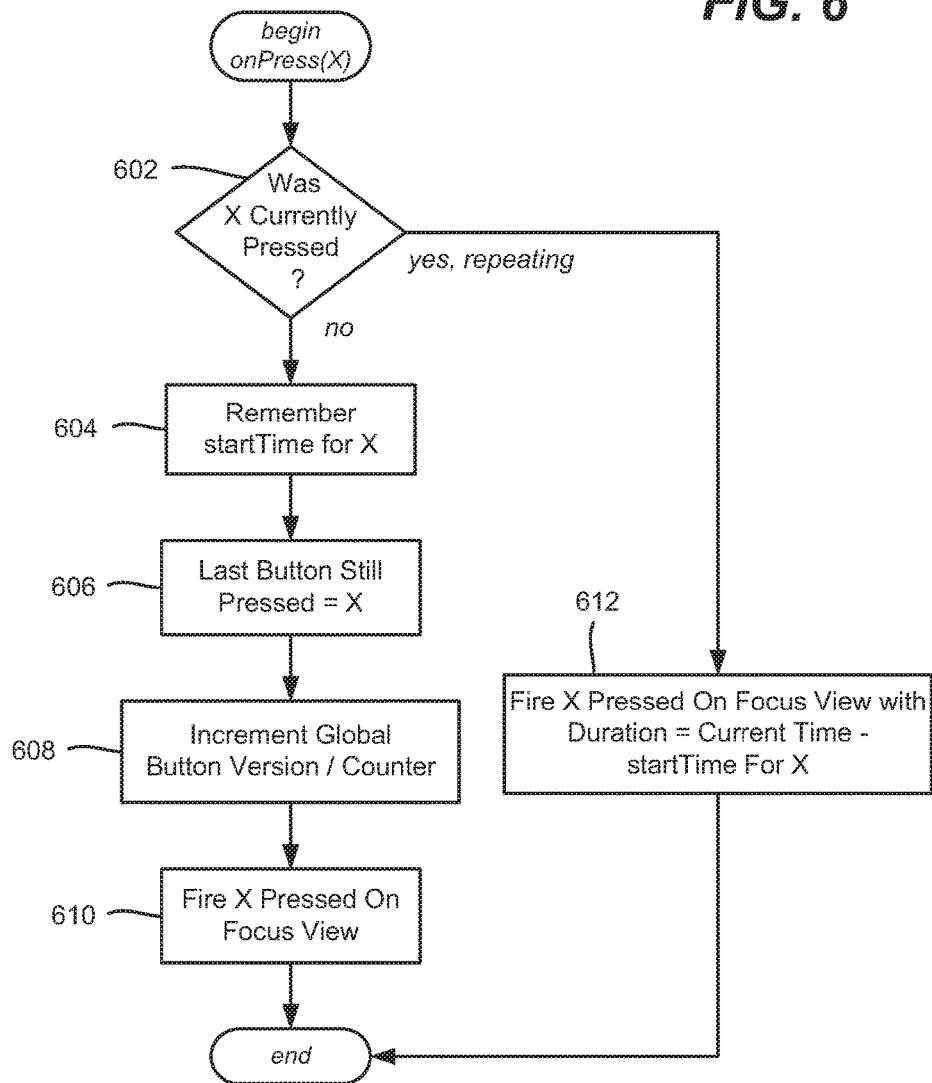 FIG. 6
begin
onPress(X)
602
Was
X Currently
Pressed
?
yes, repeating
no
604
Remember
startTime for X
606
Last Button Still
Pressed = X
612
608
Increment Global
Button Version / Counter
Fire X Pressed On Focus View with
Duration = Current Time -
startTime For X
610
Fire X Pressed On
Focus View
end